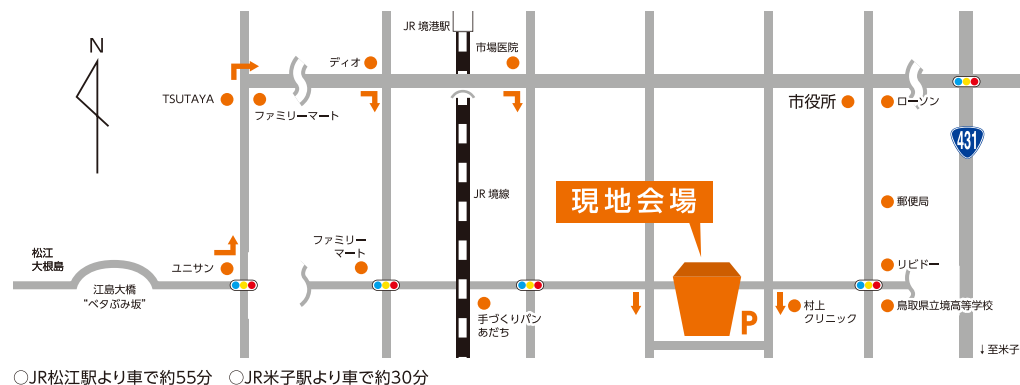 JR 境港駅
N
市場医院
ディオ
TSUTAYA
ファミリーマート
市役所
ローソン
431
JR 境線
現地会場
郵便局
松江
大根島
ファミリー
マート
ユニサン
リビドー
江島大橋
"ベタぶみ坂"
手づくりパン
あだち
P
村上
クリニック
鳥取県立境高等学校
↓至米子
○JR松江駅より車で約55分 ○JR米子駅より車で約30分